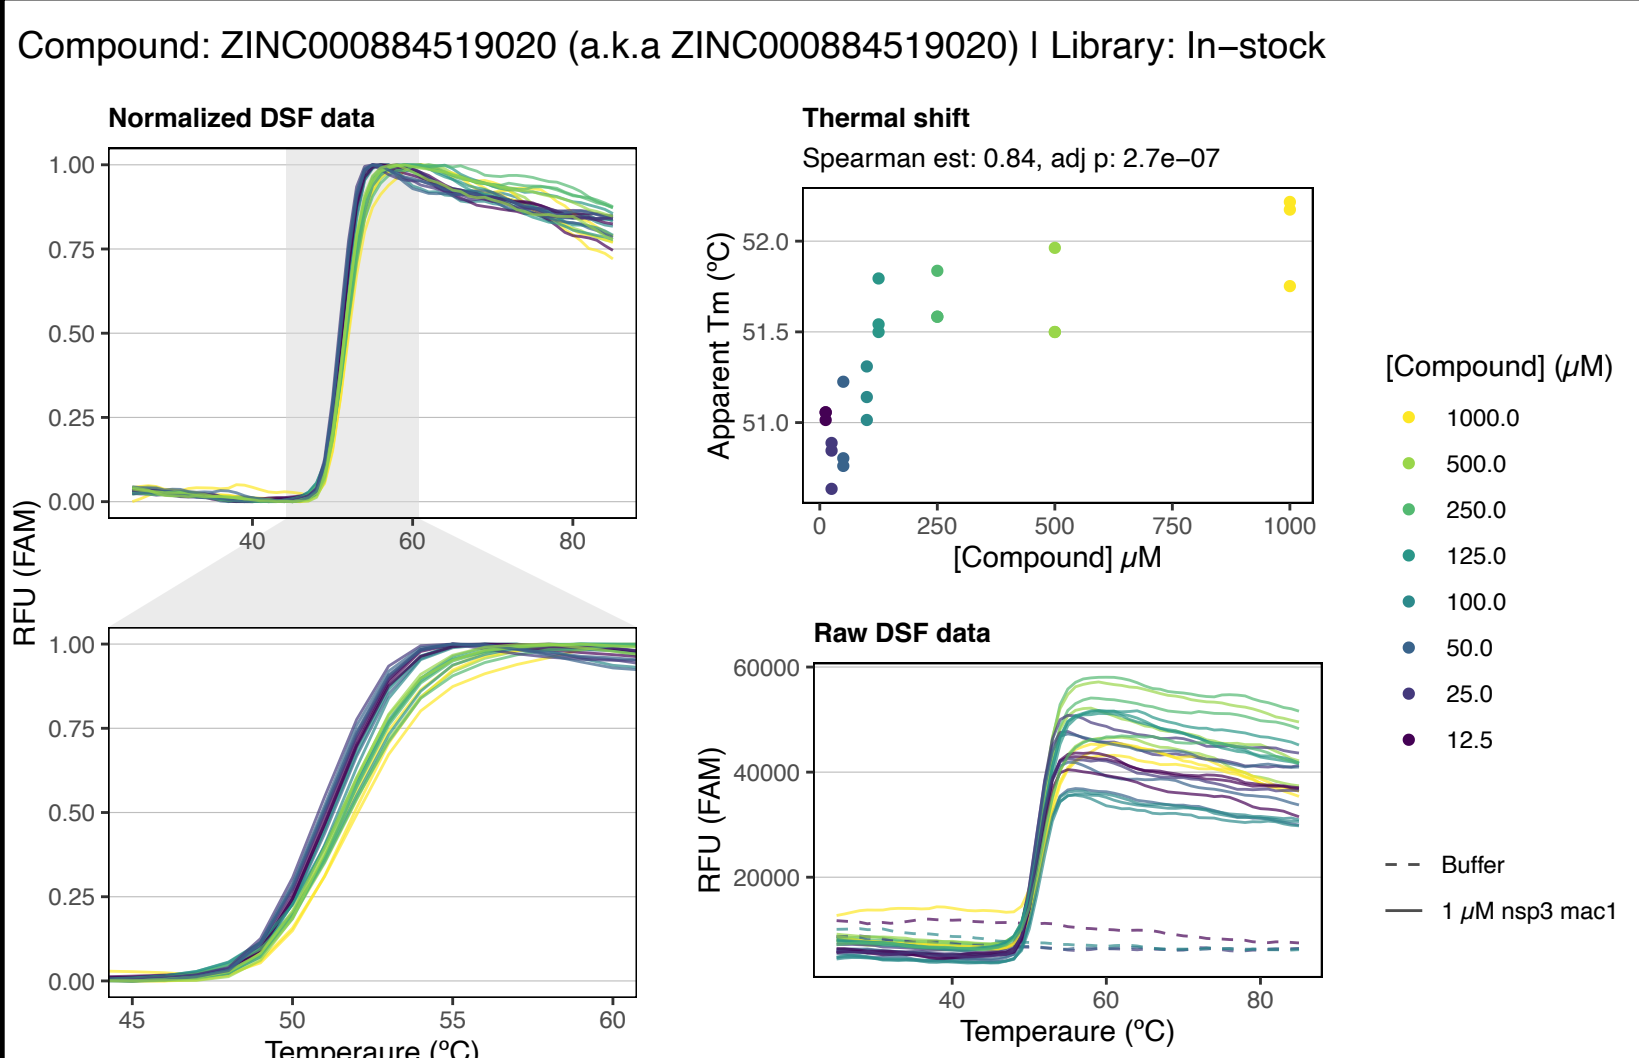 Compound: ZINC000884519020 (a.k.a ZINC000884519020) | Library: In−stock
Normalized DSF data
1.00
0.75
0.50
0.25
0.00
40
60
80
RFU (FAM)
1.00
0.75
0.50
0.25
0.00
45
50
55
60
Temperaure (ºC)
Thermal shift
Spearman est: 0.84, adj p: 2.7e−07
52.0
51.5
51.0
Apparent Tm (ºC)
0
250
500
750
1000
[Compound] µM
Raw DSF data
60000
40000
20000
RFU (FAM)
40
60
80
Temperaure (ºC)
[Compound] (µM)
1000.0
500.0
250.0
125.0
100.0
50.0
25.0
12.5
Buffer
1 µM nsp3 mac1